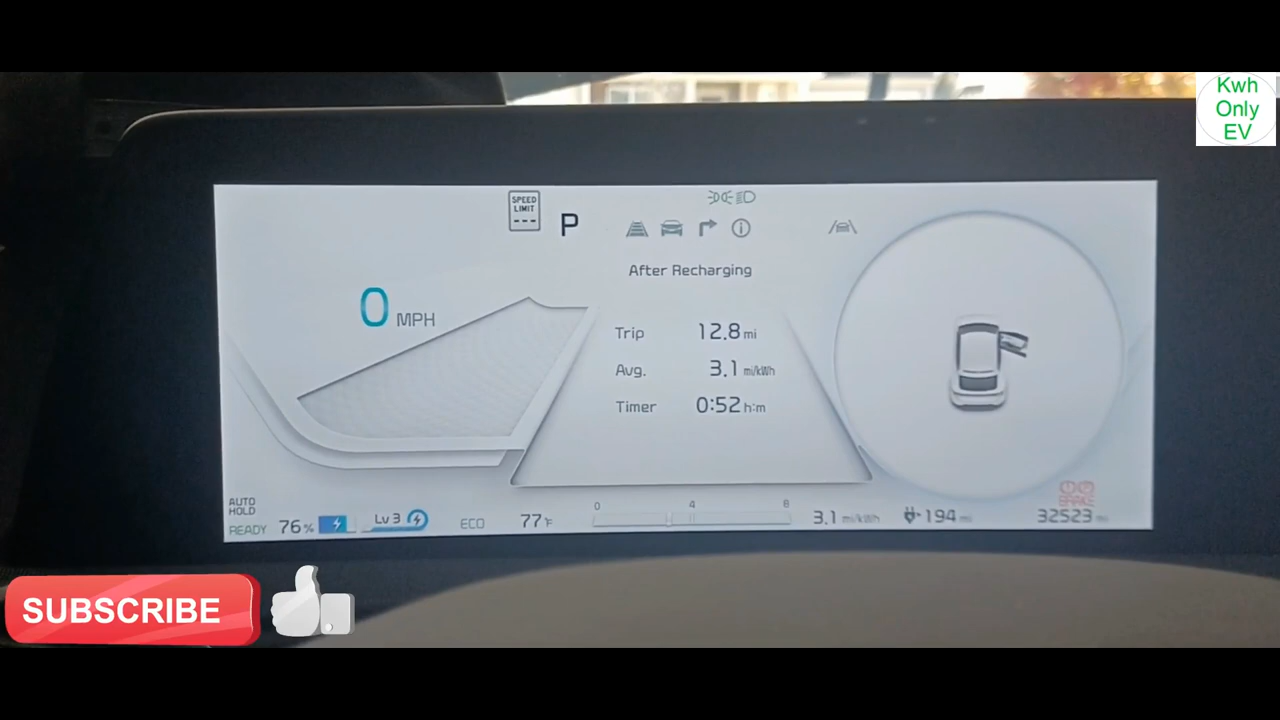 Kwh
Only
EV
SPEED
LIMIT
---
P
After Recharging
0 MPH
Trip 12.8 mi
Avg. 3.1 mi/kWh
Timer 0:52 h:m
AUTO
HOLD
READY 76% Lv 3 ECO 77°F
0 4 8
3.1 mi/kWh 194 mi
BRAKE
32523 mi
SUBSCRIBE